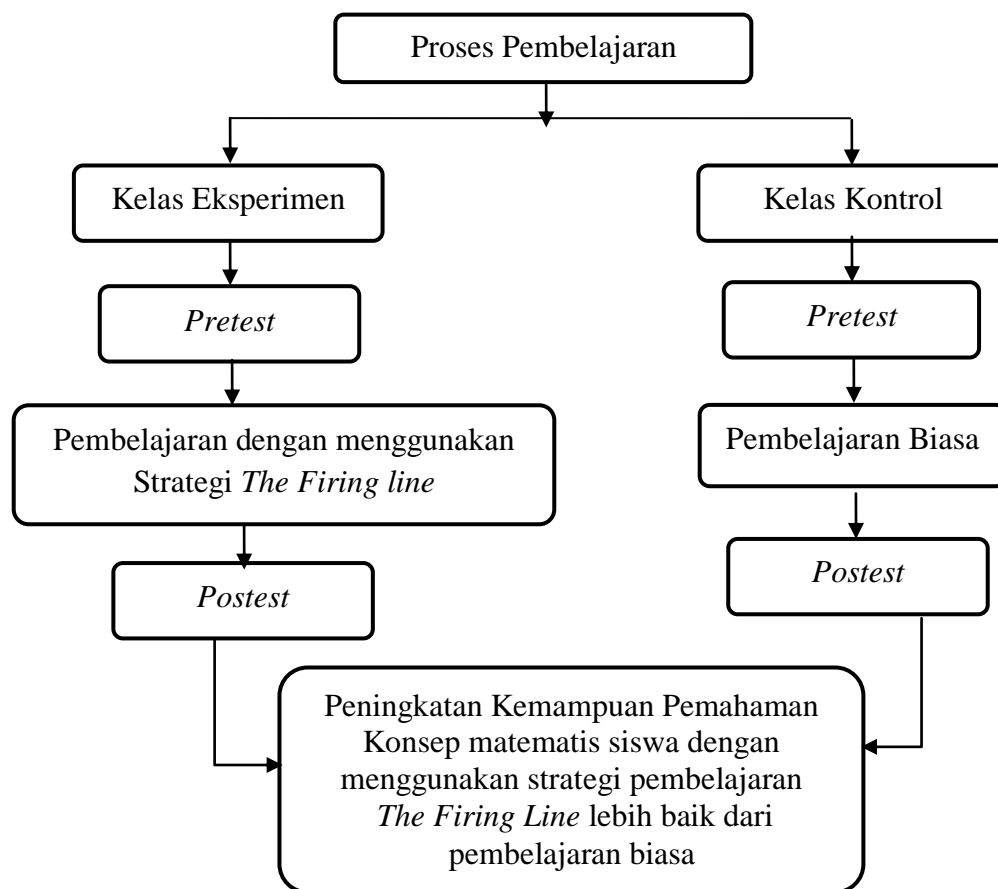 Proses Pembelajaran
Kelas Eksperimen
Kelas Kontrol
Pretest
Pretest
Pembelajaran dengan menggunakan
Strategi The Firing line
Pembelajaran Biasa
Postest
Postest
Peningkatan Kemampuan Pemahaman
Konsep matematis siswa dengan
menggunakan strategi pembelajaran
The Firing Line lebih baik dari
pembelajaran biasa